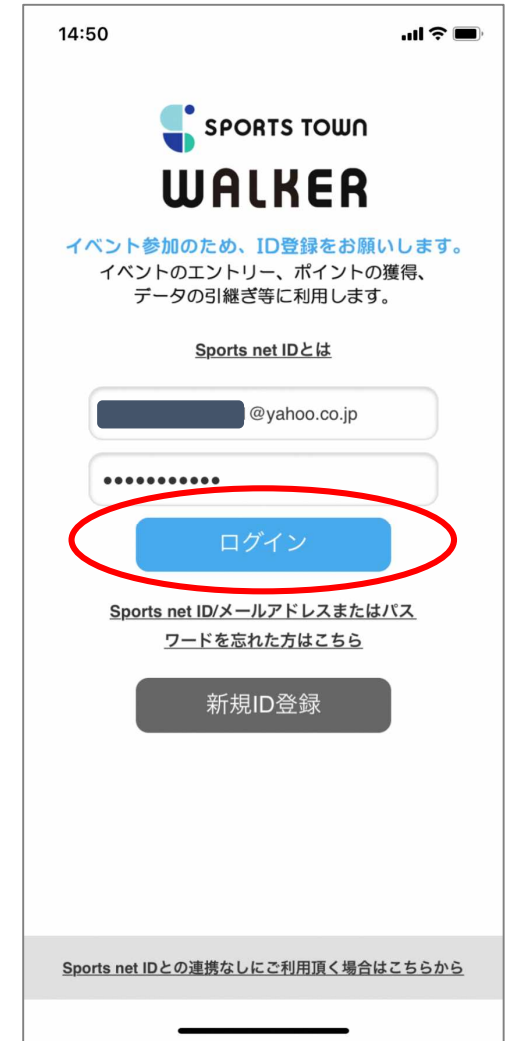 14:50
SPORTS TOWN
WALKER
イベント参加のため、ID登録をお願いします。
イベントのエントリー、ポイントの獲得、
データの引継ぎ等に利用します。
Sports net IDとは
@yahoo.co.jp
●●●●●●●●●●●
ログイン
Sports net ID/メールアドレスまたはパス
ワードを忘れた方はこちら
新規ID登録
Sports net IDとの連携なしにご利用頂く場合はこちらから